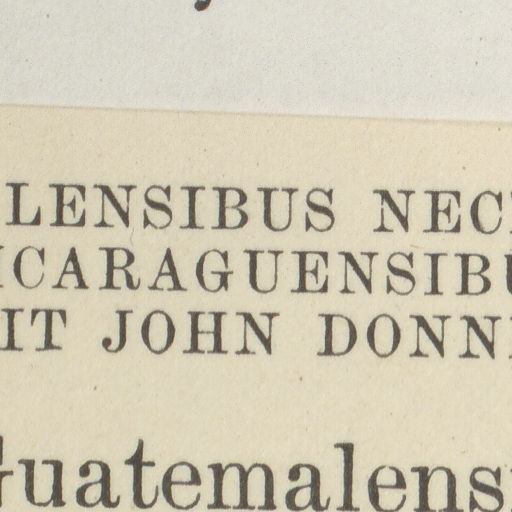 LENSIBUS NEC
ICARAGUENSIBU
IT JOHN DONN
Guatemalens